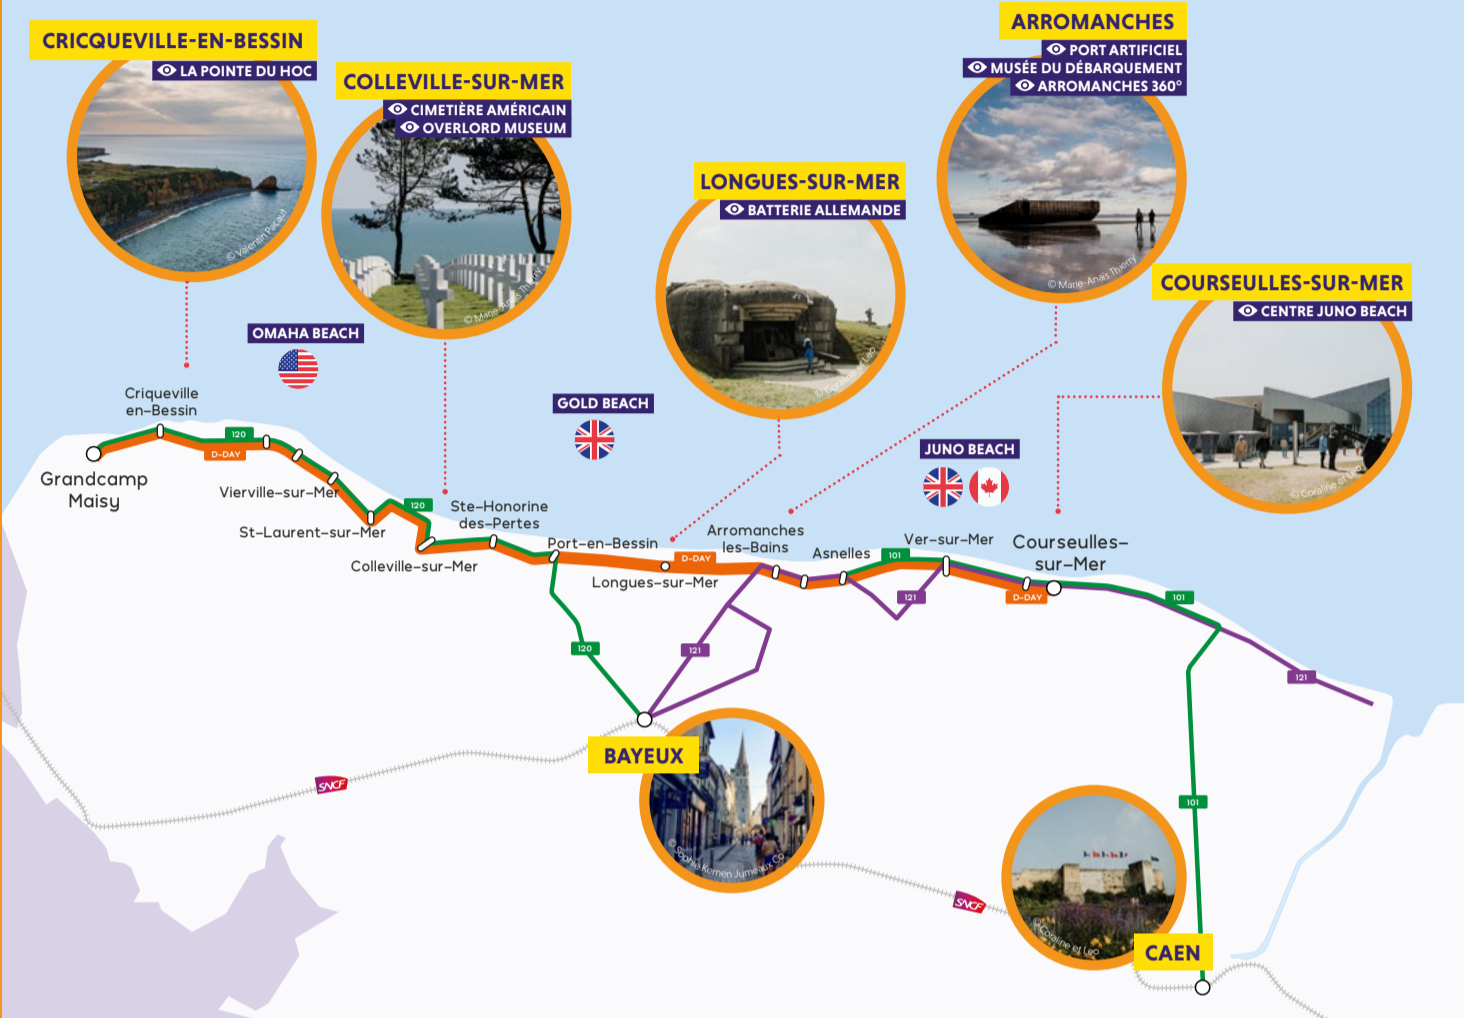 CRICQUEVILLE-EN-BESSIN
LA POINTE DU HOC
© Valentin Pacaut
COLLEVILLE-SUR-MER
CIMETIÈRE AMÉRICAIN
OVERLORD MUSEUM
© Marie-Anaïs Thierry
LONGUES-SUR-MER
BATTERIE ALLEMANDE
© Coraline et Léo
ARROMANCHES
PORT ARTIFICIEL
MUSÉE DU DÉBARQUEMENT
ARROMANCHES 360°
© Marie-Anaïs Thierry
COURSEULLES-SUR-MER
CENTRE JUNO BEACH
© Coraline et Léo
OMAHA BEACH
GOLD BEACH
JUNO BEACH
Criqueville
en-Bessin
Grandcamp
Maisy
120
D-DAY
Vierville-sur-Mer
St-Laurent-sur-Mer
120
Colleville-sur-Mer
Ste-Honorine
des-Pertes
Port-en-Bessin
Longues-sur-Mer
D-DAY
Arromanches
les-Bains
Asnelles
101
Ver-sur-Mer
121
Courseulles-
sur-Mer
D-DAY
101
121
120
121
101
SNCF
BAYEUX
© Sophie Kernen Jumeaux Co
SNCF
© Coraline et Léo
CAEN